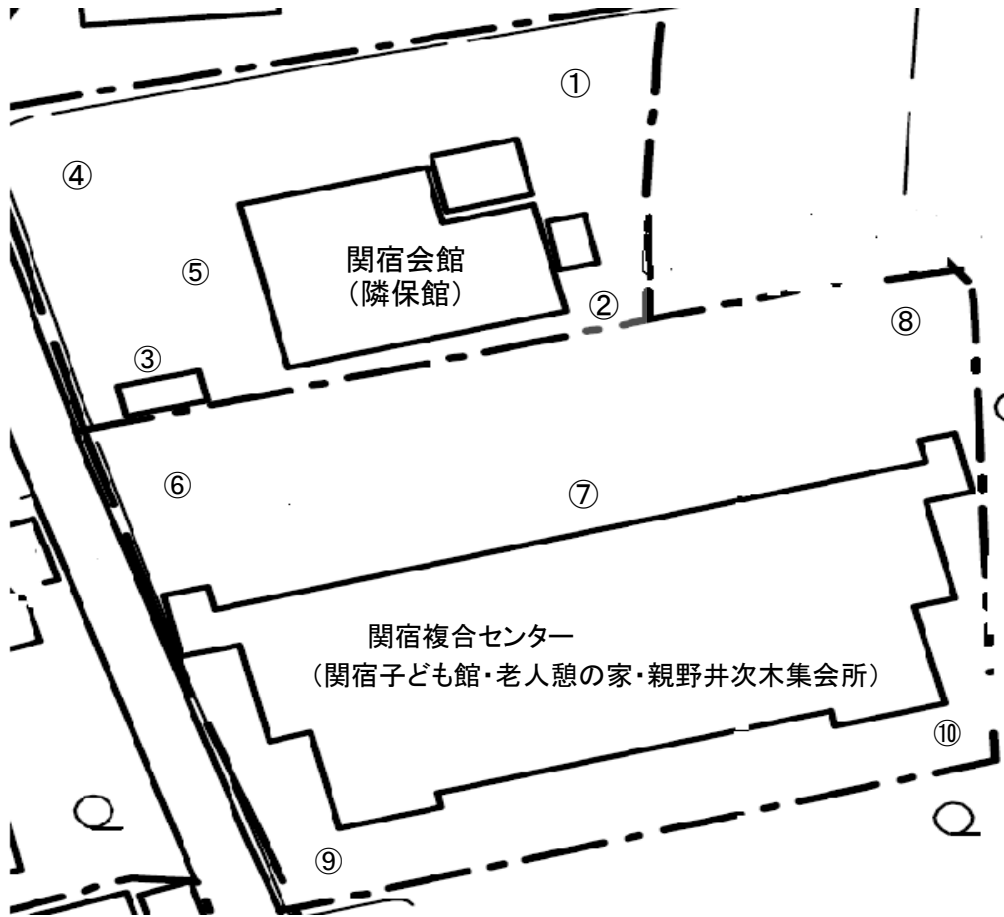 ①
④
関宿会館
(隣保館)
⑤
②
⑧
③
⑥
⑦
関宿複合センター
(関宿子ども館・老人憩の家・親野井次木集会所)
⑩
⑨